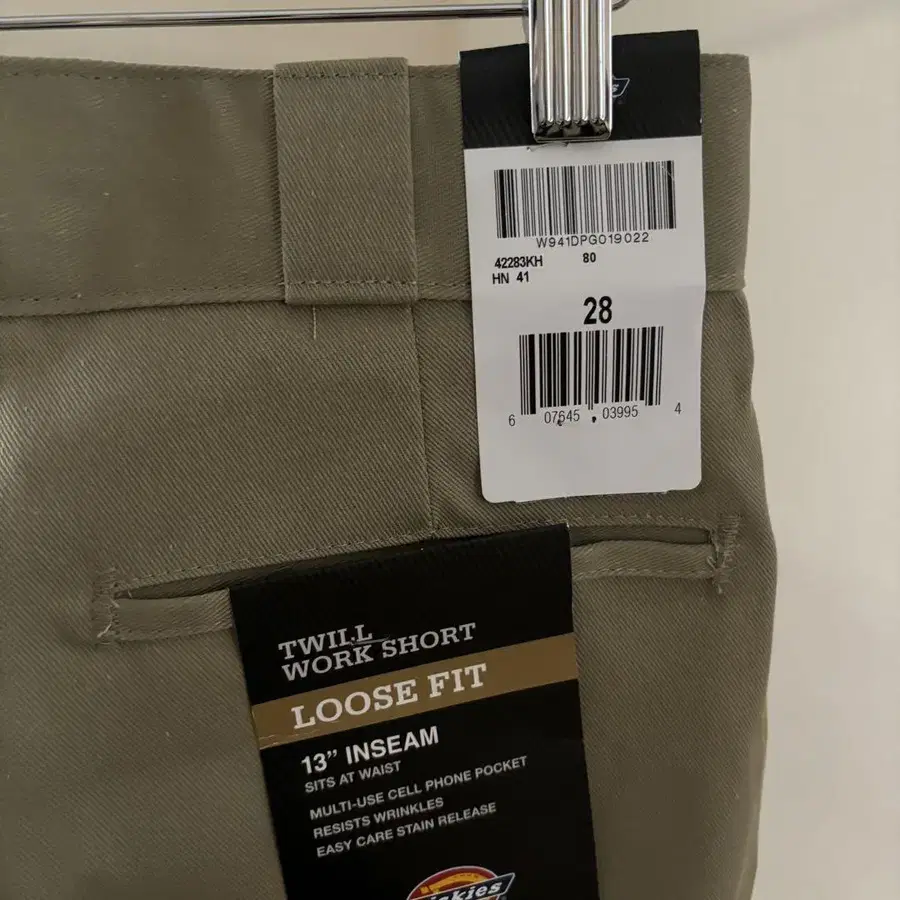 W941DPG019022
42283KH 80
HN 41
28
6 07645 03995 4
TWILL
WORK SHORT
LOOSE FIT
13” INSEAM
SITS AT WAIST
MULTI-USE CELL PHONE POCKET
RESISTS WRINKLES
EASY CARE STAIN RELEASE
Dickies